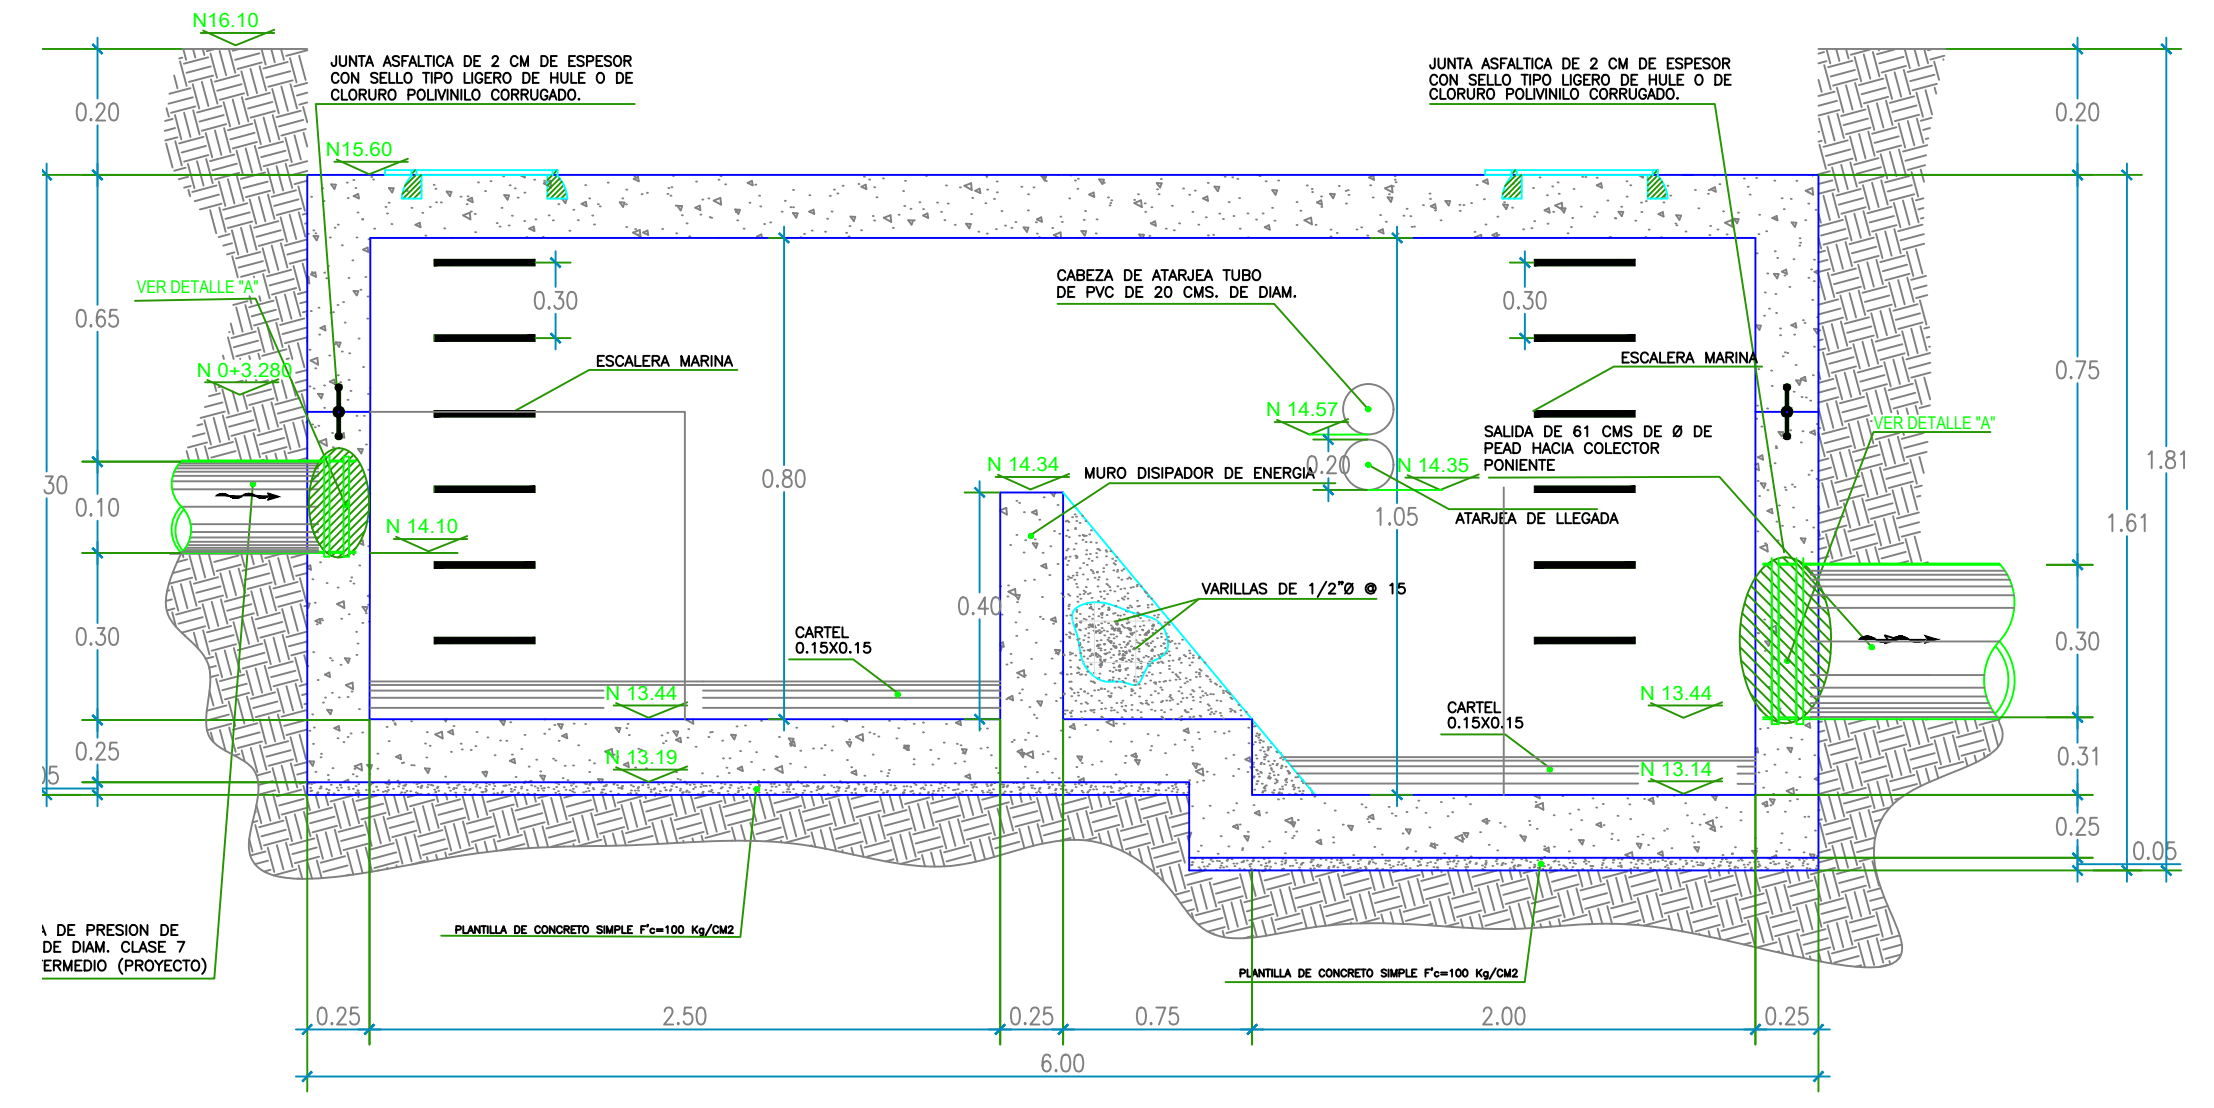 N16.10
JUNTA ASFALTICA DE 2 CM DE ESPESOR
CON SELLO TIPO LIGERO DE HULE O DE
CLORURO POLIVINILO CORRUGADO.
JUNTA ASFALTICA DE 2 CM DE ESPESOR
CON SELLO TIPO LIGERO DE HULE O DE
CLORURO POLIVINILO CORRUGADO.
0.20
0.20
N15.60
VER DETALLE "A"
0.65
0.30
CABEZA DE ATARJEA TUBO
DE PVC DE 20 CMS. DE DIAM.
0.30
N 0+3.280
ESCALERA MARINA
ESCALERA MARINA
0.75
N 14.57
SALIDA DE 61 CMS DE Ø DE
PEAD HACIA COLECTOR
PONIENTE
VER DETALLE "A"
30
0.10
0.80
N 14.34
MURO DISIPADOR DE ENERGIA
0.20
N 14.35
1.81
N 14.10
1.05
ATARJEA DE LLEGADA
1.61
0.40
VARILLAS DE 1/2"Ø @ 15
0.30
CARTEL
0.15X0.15
0.30
N 13.44
N 13.44
CARTEL
0.15X0.15
0.25
N 13.19
N 13.14
0.31
05
0.25
0.05
A DE PRESION DE
DE DIAM. CLASE 7
ERMEDIO (PROYECTO)
PLANTILLA DE CONCRETO SIMPLE F'c=100 Kg/CM2
PLANTILLA DE CONCRETO SIMPLE F'c=100 Kg/CM2
0.25
2.50
0.25
0.75
2.00
0.25
6.00